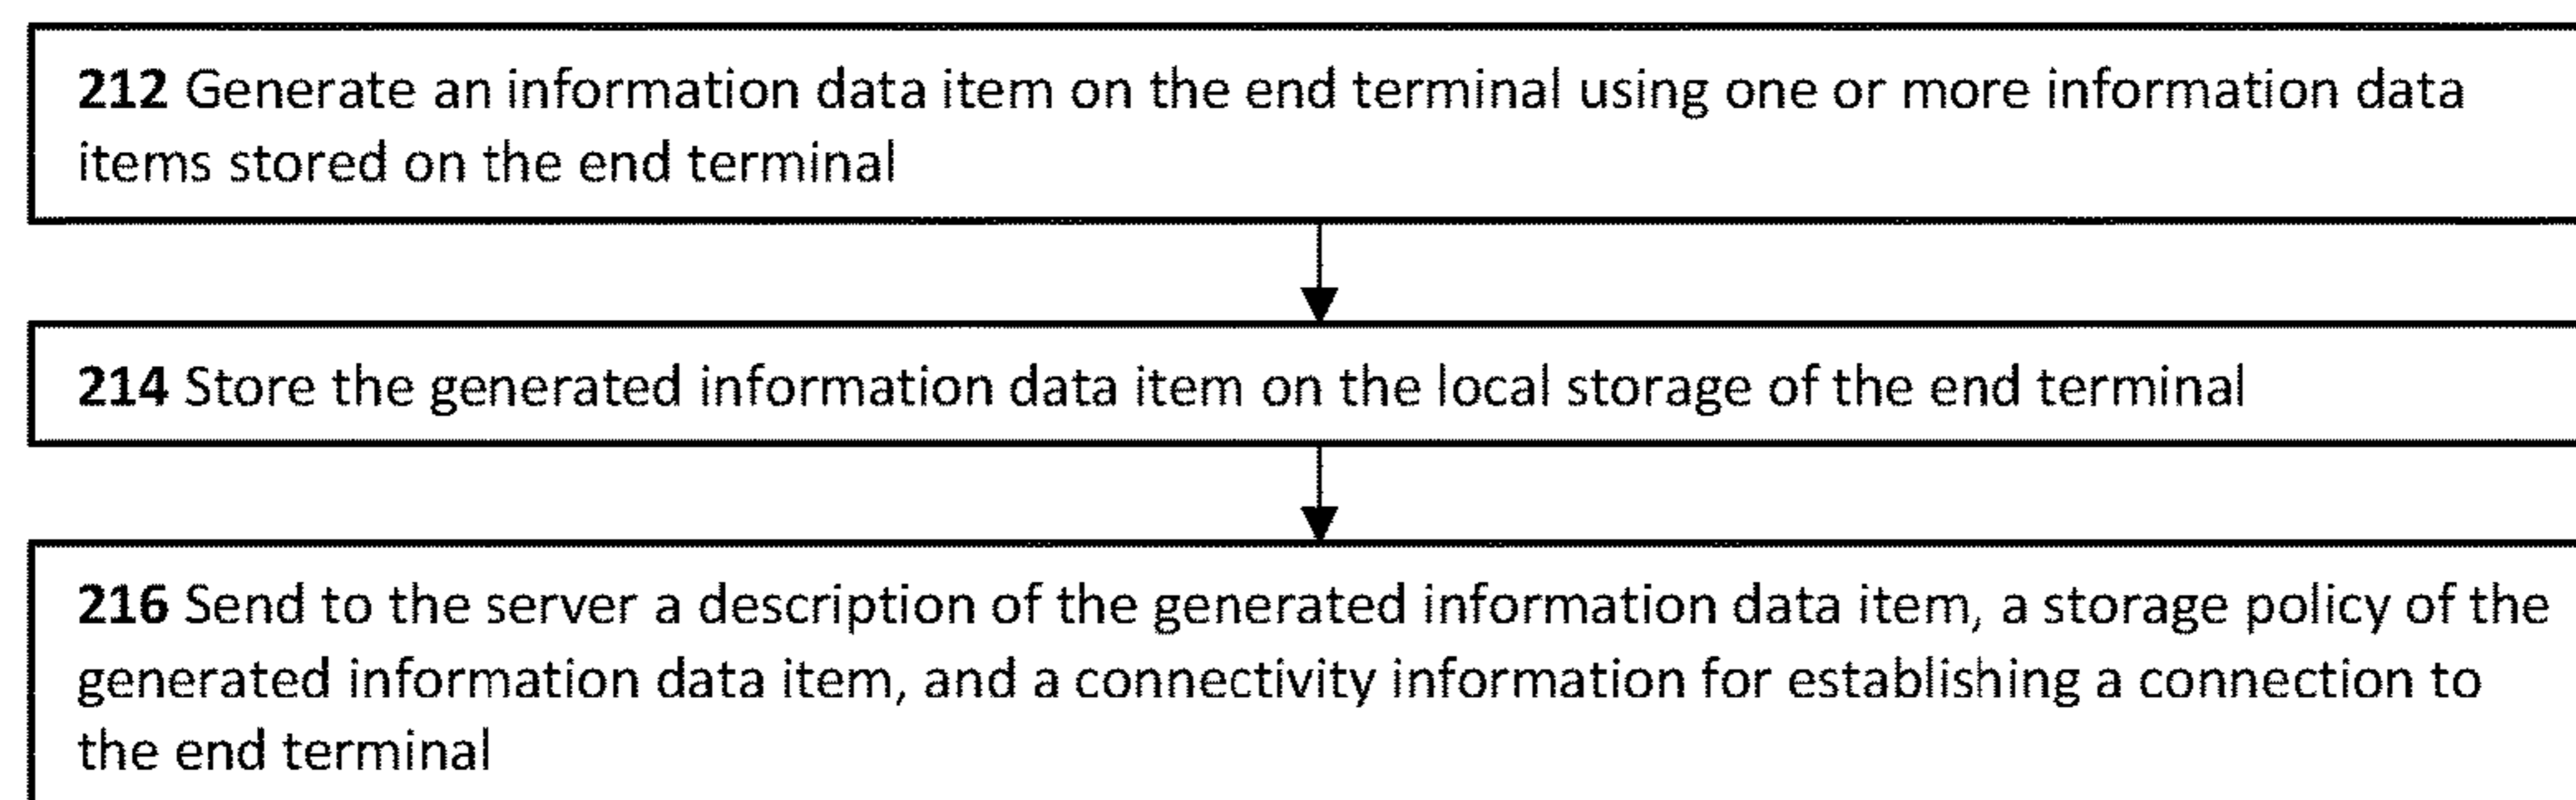 212 Generate an information data item on the end terminal using one or more information data
items stored on the end terminal
214 Store the generated information data item on the local storage of the end terminal
216 Send to the server a description of the generated information data item, a storage policy of the
generated information data item, and a connectivity information for establishing a connection to
the end terminal